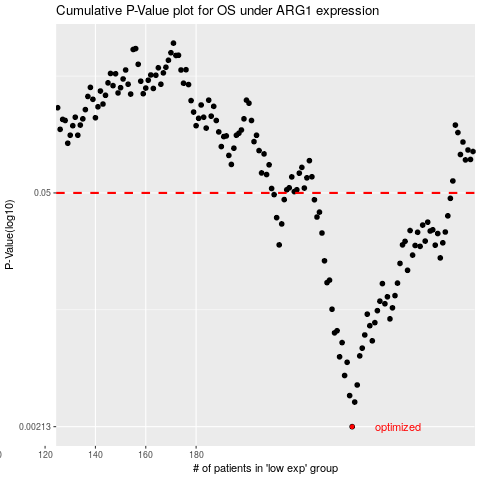 Cumulative P-Value plot for OS under ARG1 expression
P-Value(log10)
0.05
0.00213
optimized
0
120
140
160
180
# of patients in 'low exp' group